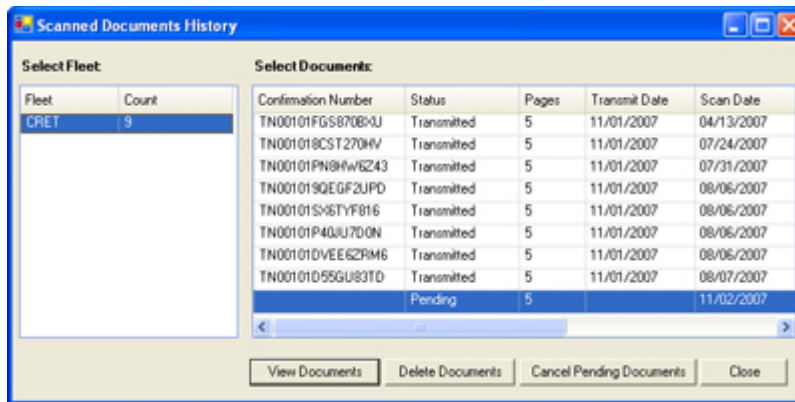 Scanned Documents History
Select Fleet:
Select Documents:
Fleet Count
CRET 9
Confirmation Number Status Pages Transmit Date Scan Date
TN00101FGS870BXU Transmitted 5 11/01/2007 04/13/2007
TN001018CST270HV Transmitted 5 11/01/2007 07/24/2007
TN00101PN8HW6Z43 Transmitted 5 11/01/2007 07/31/2007
TN001019QEGF2UPD Transmitted 5 11/01/2007 08/06/2007
TN00101SX6TYF816 Transmitted 5 11/01/2007 08/06/2007
TN00101P40JU7D0N Transmitted 5 11/01/2007 08/06/2007
TN00101DVEE6ZRM6 Transmitted 5 11/01/2007 08/06/2007
TN00101D55GU83TD Transmitted 5 11/01/2007 08/07/2007
Pending 5 11/02/2007
View Documents Delete Documents Cancel Pending Documents Close